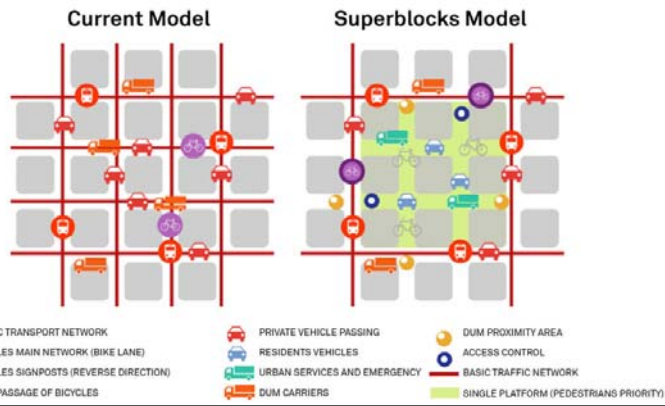 Current Model
Superblocks Model
C TRANSPORT NETWORK
LES MAIN NETWORK (BIKE LANE)
LES SIGNPOSTS (REVERSE DIRECTION)
PASSAGE OF BICYCLES
PRIVATE VEHICLE PASSING
RESIDENTS VEHICLES
URBAN SERVICES AND EMERGENCY
DUM CARRIERS
DUM PROXIMITY AREA
ACCESS CONTROL
BASIC TRAFFIC NETWORK
SINGLE PLATFORM (PEDESTRIANS PRIORITY)